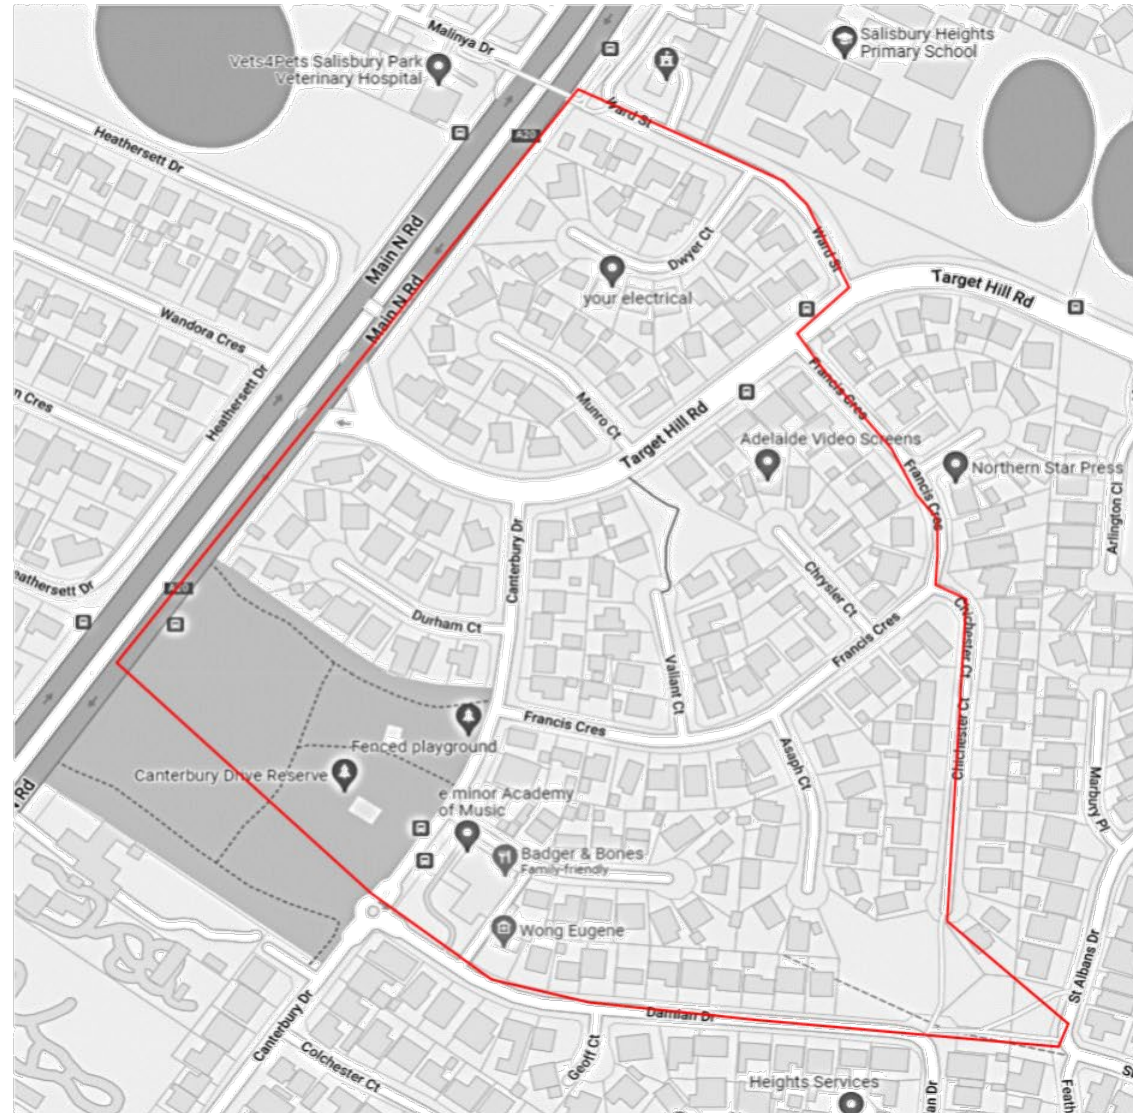 Malinya Dr
Salisbury Heights
Primary School
Vets4Pets Salisbury Park
Veterinary Hospital
Ward St
A20
Heathersett Dr
Main N Rd
Ward St
Dwyer Ct
Target Hill Rd
your electrical
Main N Rd
Wandora Cres
Francis Cres
Heathersett Dr
n Cres
Munro Ct
Target Hill Rd
Adelaide Video Screens
Northern Star Press
Francis Cres
Arlington Cl
Canterbury Dr
eathersett Dr
A20
Chrysler Ct
Durham Ct
Francis Cres
Chichester Ct
Valiant Ct
Francis Cres
Chichester Ct
Fenced playground
Asaph Ct
Canterbury Drive Reserve
Marbury Pl
N Rd
e.minor Academy
of Music
Badger & Bones
Family-friendly
Wong Eugene
St Albans Dr
Canterbury Dr
Damian Dr
Geoff Ct
Colchester Ct
Heights Services
an Dr
Feath
S